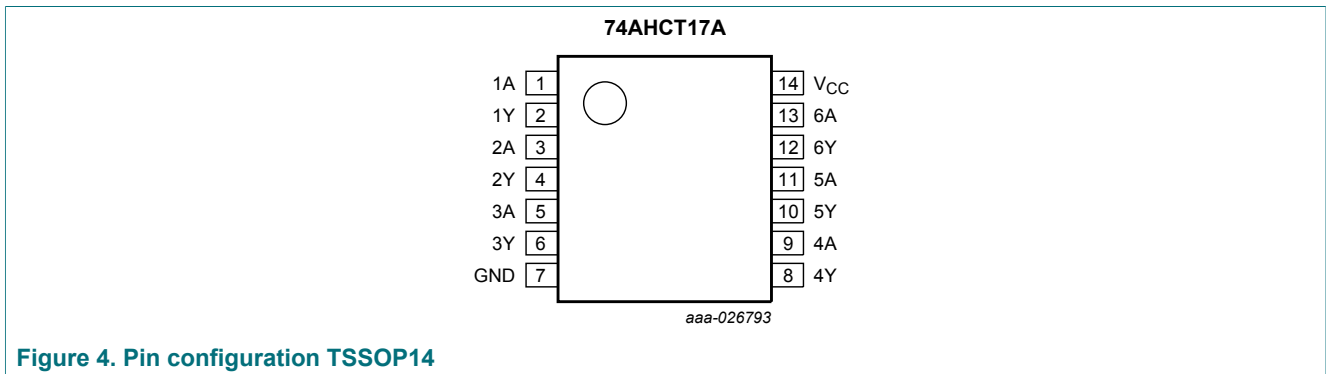 74AHCT17A
1A 1 14 VCC
1Y 2 13 6A
2A 3 12 6Y
2Y 4 11 5A
3A 5 10 5Y
3Y 6 9 4A
GND 7 8 4Y
aaa-026793
Figure 4. Pin configuration TSSOP14